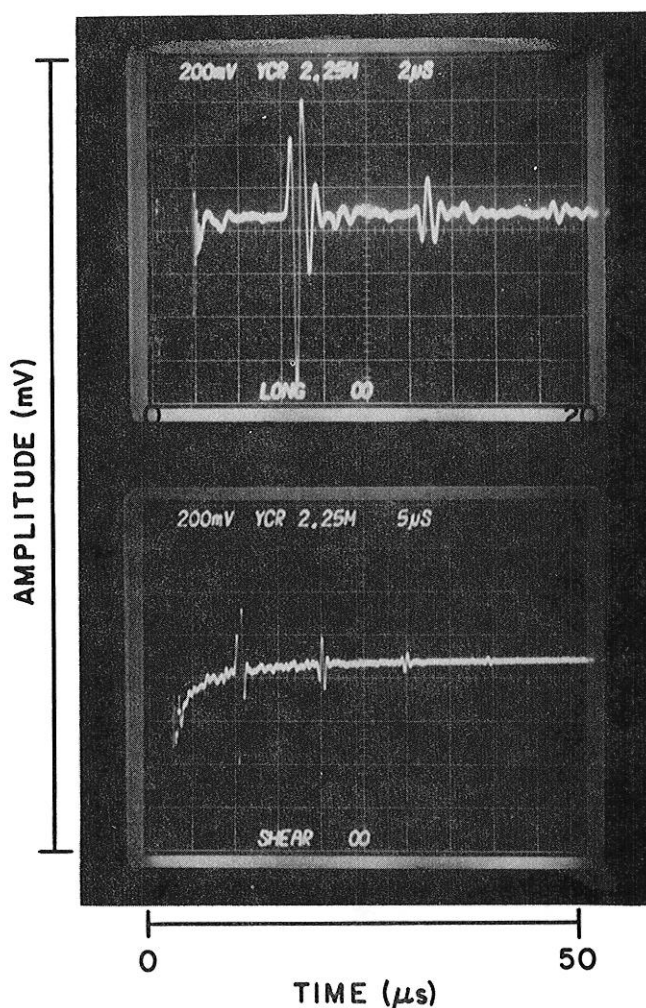 AMPLITUDE (mV)
200mV YCR 2,25M 2µS
LONG 00
0 20
200mV YCR 2,25M 5µS
SHEAR 00
0 50
TIME (µs)